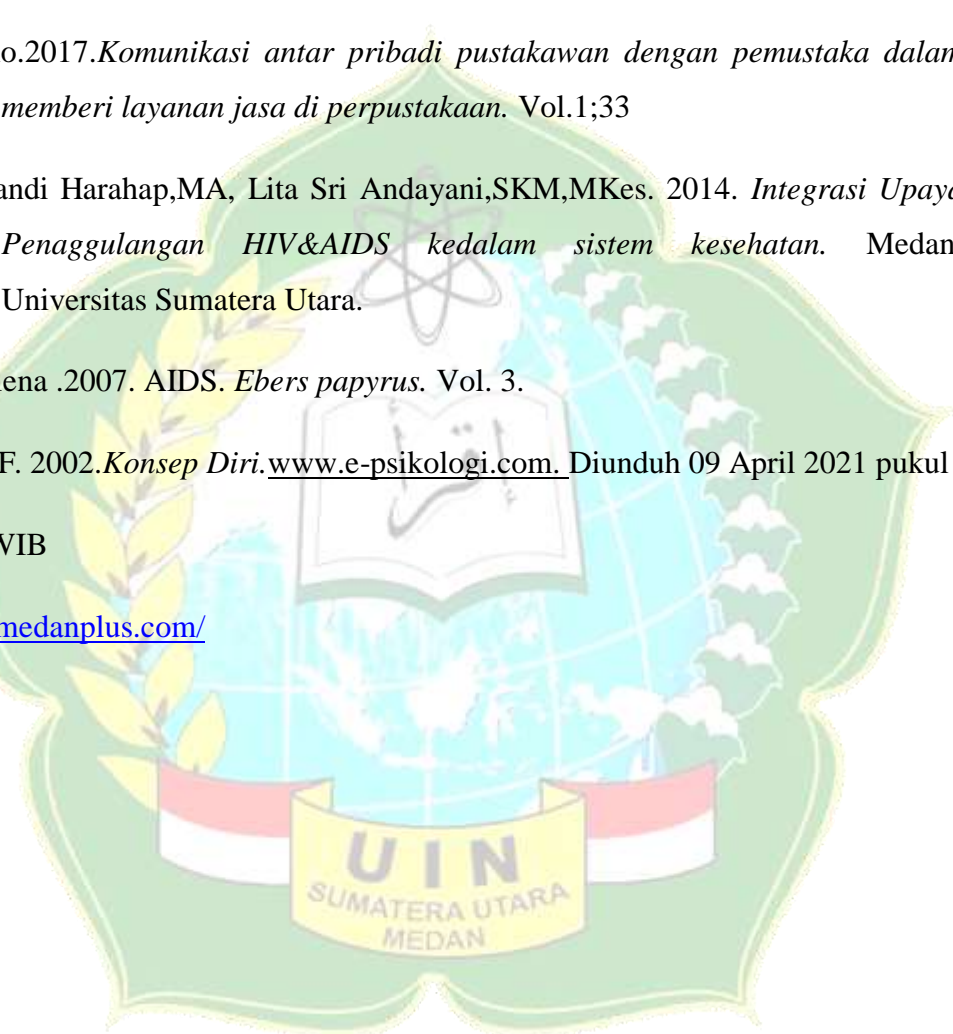 o.2017.Komunikasi antar pribadi pustakawan dengan pemustaka dalam
memberi layanan jasa di perpustakaan. Vol.1;33
andi Harahap,MA, Lita Sri Andayani,SKM,MKes. 2014. Integrasi Upaya
Penaggulangan HIV&AIDS kedalam sistem kesehatan. Medan
Universitas Sumatera Utara.
ena .2007. AIDS. Ebers papyrus. Vol. 3.
F. 2002.Konsep Diri.www.e-psikologi.com. Diunduh 09 April 2021 pukul
WIB
medanplus.com/
اقرأ
UIN
SUMATERA UTARA
MEDAN